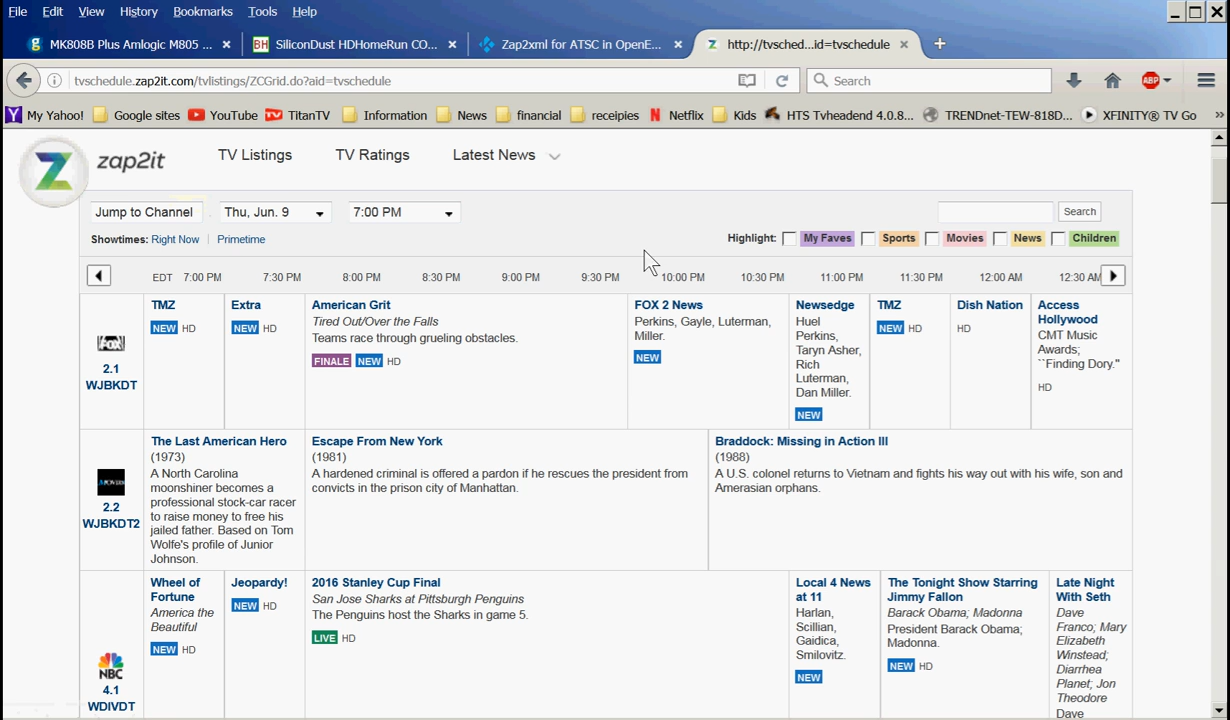 File Edit View History Bookmarks Tools Help
MK808B Plus Amlogic M805 ... × BH SiliconDust HDHomeRun CO... × Zap2xml for ATSC in OpenE... × http://tvsched...id=tvschedule × +
tvschedule.zap2it.com/tvlistings/ZCGrid.do?aid=tvschedule Search ABP
My Yahoo! Google sites YouTube TitanTV Information News financial receipies Netflix Kids HTS Tvheadend 4.0.8... TRENDnet-TEW-818D... XFINITY® TV Go »
zap2it TV Listings TV Ratings Latest News
Jump to Channel Thu, Jun. 9 7:00 PM Search
Showtimes: Right Now | Primetime Highlight: My Faves Sports Movies News Children
EDT 7:00 PM 7:30 PM 8:00 PM 8:30 PM 9:00 PM 9:30 PM 10:00 PM 10:30 PM 11:00 PM 11:30 PM 12:00 AM 12:30 AM
FOX
2.1
WJBKDT
TMZ
NEW HD
Extra
NEW HD
American Grit
Tired Out/Over the Falls
Teams race through grueling obstacles.
FINALE NEW HD
FOX 2 News
Perkins, Gayle, Luterman,
Miller.
NEW
Newsedge
Huel
Perkins,
Taryn Asher,
Rich
Luterman,
Dan Miller.
NEW
TMZ
NEW HD
Dish Nation
HD
Access
Hollywood
CMT Music
Awards;
``Finding Dory.''
HD
2.2
WJBKDT2
The Last American Hero
(1973)
A North Carolina
moonshiner becomes a
professional stock-car racer
to raise money to free his
jailed father. Based on Tom
Wolfe's profile of Junior
Johnson.
Escape From New York
(1981)
A hardened criminal is offered a pardon if he rescues the president from
convicts in the prison city of Manhattan.
Braddock: Missing in Action III
(1988)
A U.S. colonel returns to Vietnam and fights his way out with his wife, son and
Amerasian orphans.
NBC
4.1
WDIVDT
Wheel of
Fortune
America the
Beautiful
NEW HD
Jeopardy!
NEW HD
2016 Stanley Cup Final
San Jose Sharks at Pittsburgh Penguins
The Penguins host the Sharks in game 5.
LIVE HD
Local 4 News
at 11
Harlan,
Scillian,
Gaidica,
Smilovitz.
NEW
The Tonight Show Starring
Jimmy Fallon
Barack Obama; Madonna
President Barack Obama;
Madonna.
NEW HD
Late Night
With Seth
Dave
Franco; Mary
Elizabeth
Winstead;
Diarrhea
Planet; Jon
Theodore
Dave